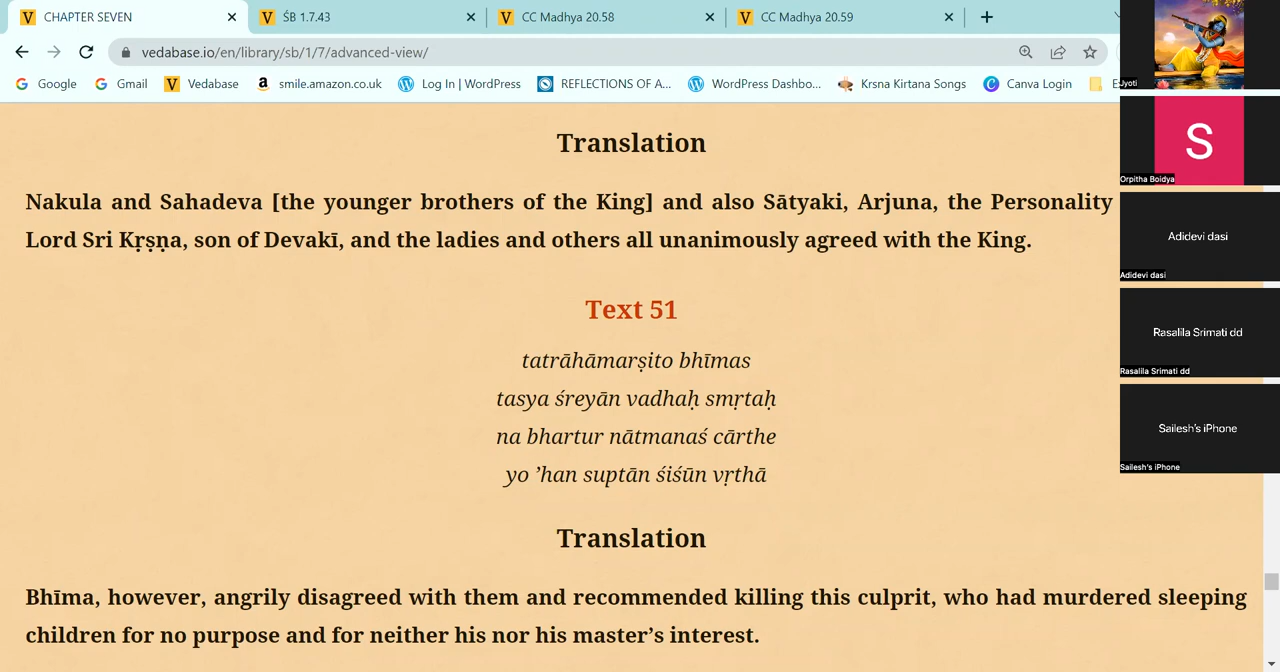 CHAPTER SEVEN
ŚB 1.7.43
CC Madhya 20.58
CC Madhya 20.59
vedabase.io/en/library/sb/1/7/advanced-view/
Google
Gmail
Vedabase
smile.amazon.co.uk
Log In | WordPress
REFLECTIONS OF A...
WordPress Dashbo...
Krsna Kirtana Songs
Canva Login
E
Jyoti
S
Orpitha Boidya
Adidevi dasi
Adidevi dasi
Rasalila Srimati dd
Rasalila Srimati dd
Sailesh's iPhone
Sailesh's iPhone
Translation
Nakula and Sahadeva [the younger brothers of the King] and also Sātyaki, Arjuna, the Personality
Lord Sri Kṛṣṇa, son of Devakī, and the ladies and others all unanimously agreed with the King.
Text 51
tatrāhāmarṣito bhīmas
tasya śreyān vadhaḥ smṛtaḥ
na bhartur nātmanaś cārthe
yo ’han suptān śiśūn vṛthā
Translation
Bhīma, however, angrily disagreed with them and recommended killing this culprit, who had murdered sleeping
children for no purpose and for neither his nor his master’s interest.